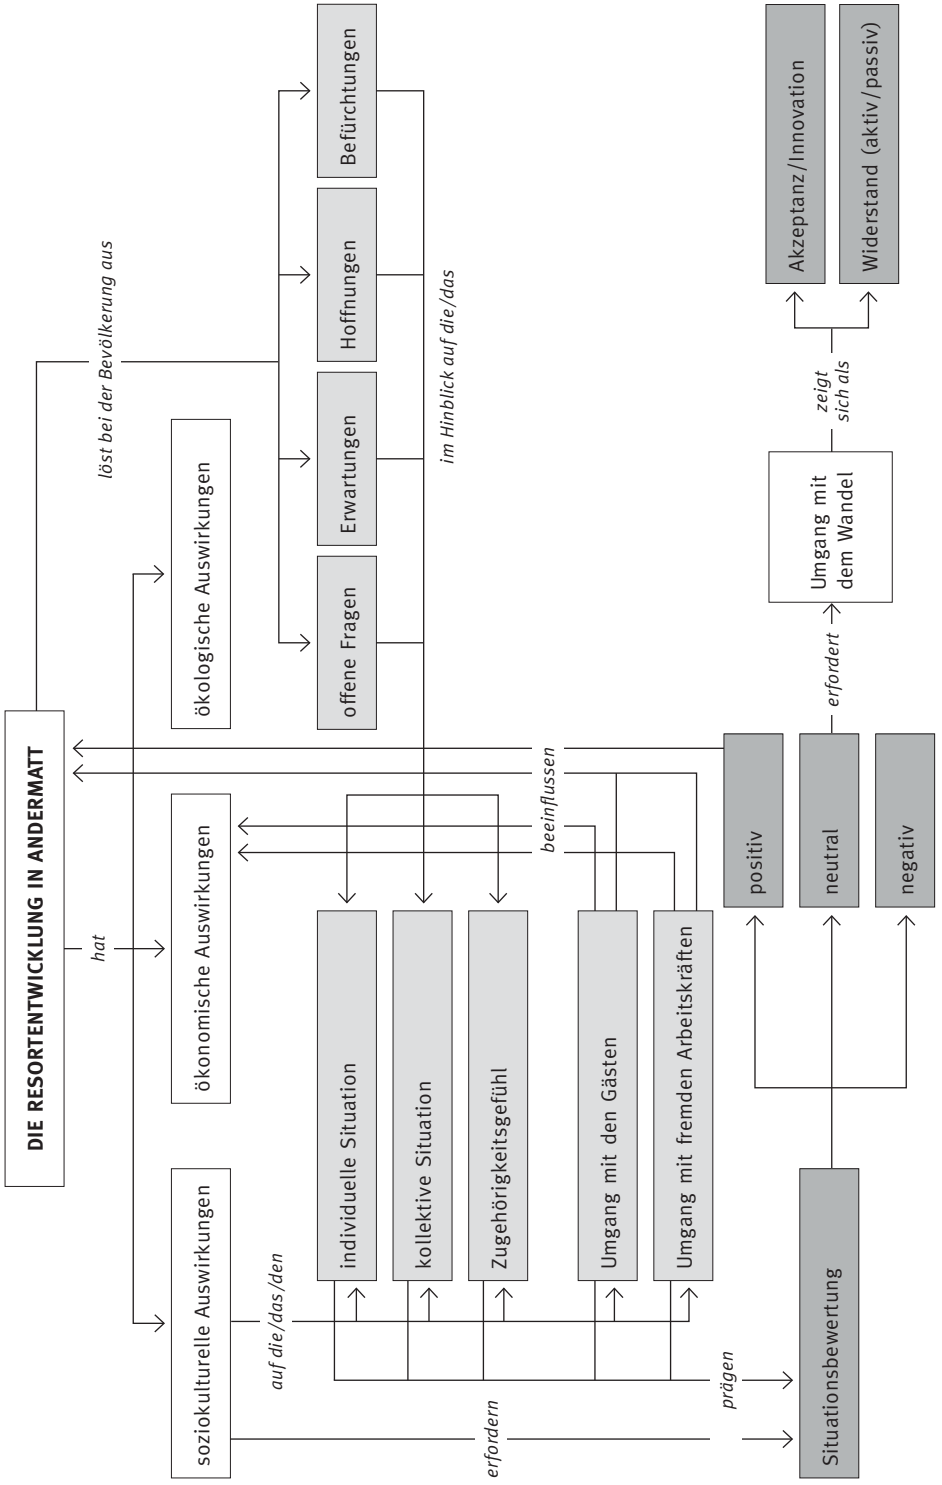 DIE RESORTENTWICKLUNG IN ANDERMATT
hat
löst bei der Bevölkerung aus
soziokulturelle Auswirkungen
ökonomische Auswirkungen
ökologische Auswirkungen
auf die/das/den
offene Fragen
Erwartungen
Hoffnungen
Befürchtungen
im Hinblick auf die/das
individuelle Situation
kollektive Situation
Zugehörigkeitsgefühl
erfordern
beeinflussen
Umgang mit den Gästen
Umgang mit fremden Arbeitskräften
prägen
Situationsbewertung
positiv
neutral
negativ
erfordert
Umgang mit
dem Wandel
zeigt
sich als
Akzeptanz/Innovation
Widerstand (aktiv/passiv)